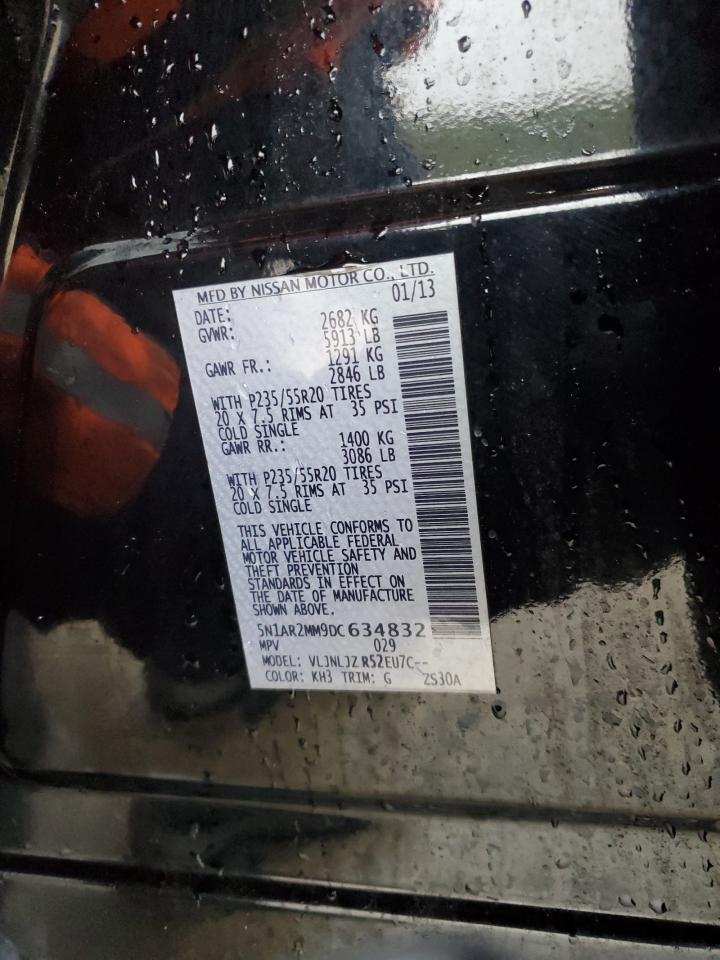 MFD BY NISSAN MOTOR CO., LTD.
DATE: 01/13
GVWR: 2682 KG
5913 LB
GAWR FR.: 1291 KG
2846 LB
WITH P235/55R20 TIRES
20 X 7.5 RIMS AT 35 PSI
COLD SINGLE
GAWR RR.: 1400 KG
3086 LB
WITH P235/55R20 TIRES
20 X 7.5 RIMS AT 35 PSI
COLD SINGLE
THIS VEHICLE CONFORMS TO
ALL APPLICABLE FEDERAL
MOTOR VEHICLE SAFETY AND
THEFT PREVENTION
STANDARDS IN EFFECT ON
THE DATE OF MANUFACTURE
SHOWN ABOVE.
5N1AR2MM9DC634832
MPV 029
MODEL: VLJNLJZ R52EU7C--
COLOR: KH3 TRIM: G ZS30A